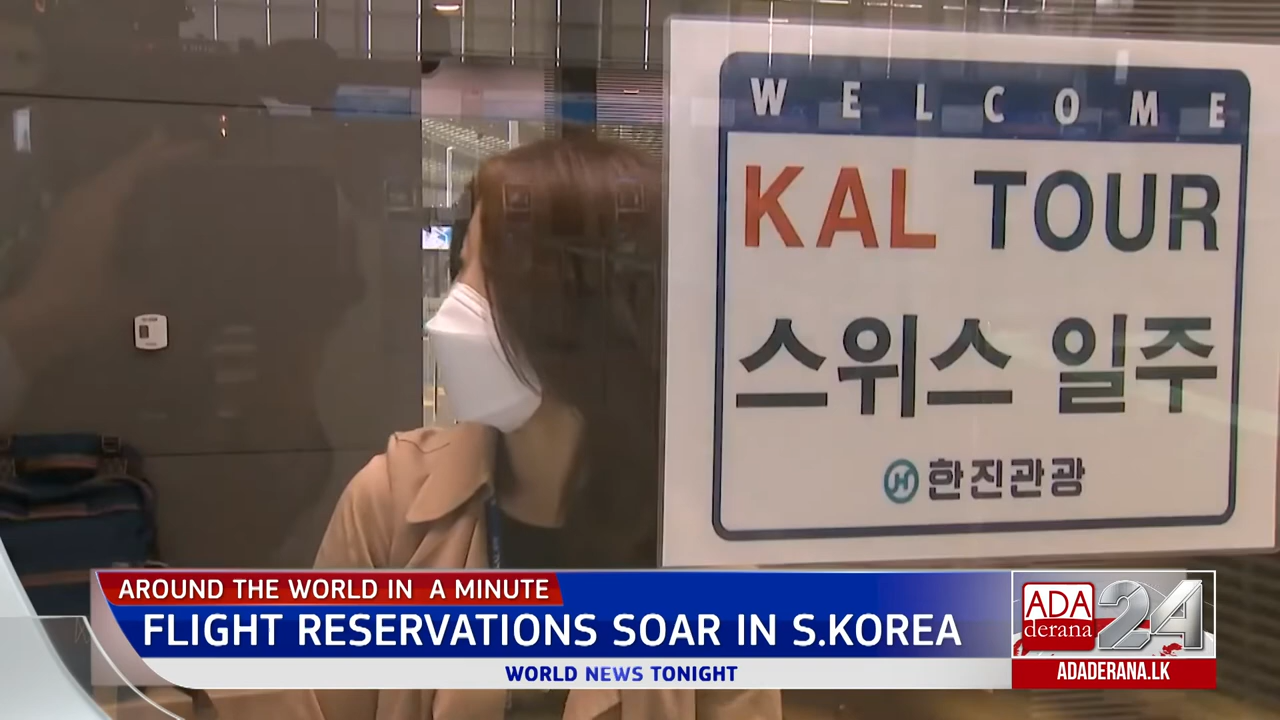 WELCOME
KAL TOUR
스위스 일주
한진관광
AROUND THE WORLD IN A MINUTE
FLIGHT RESERVATIONS SOAR IN S.KOREA
WORLD NEWS TONIGHT
ADA
derana
24
ADADERANA.LK